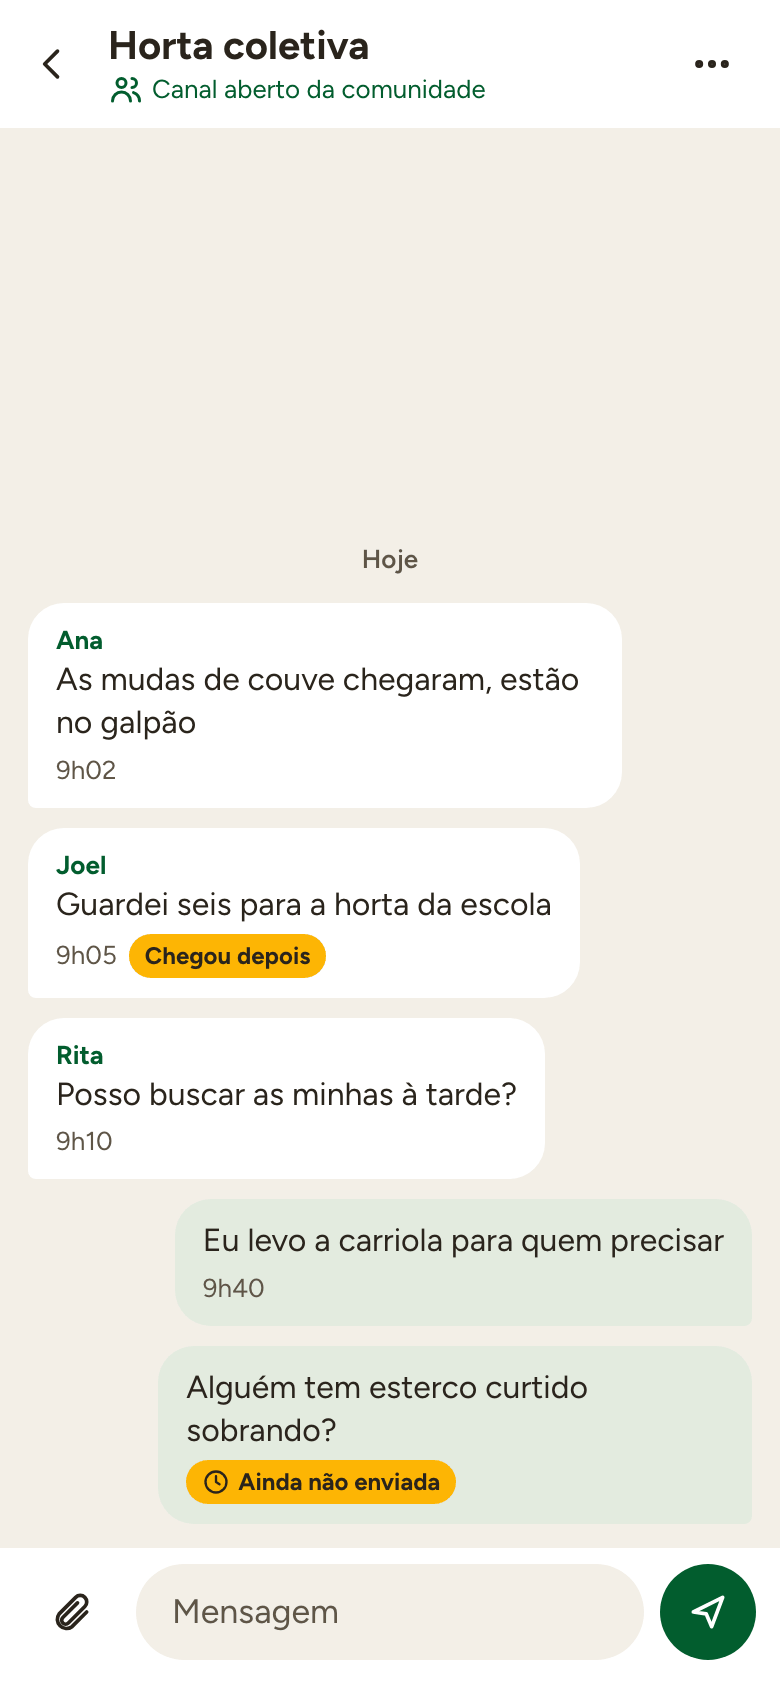 Horta coletiva
Canal aberto da comunidade
Hoje
Ana
As mudas de couve chegaram, estão
no galpão
9h02
Joel
Guardei seis para a horta da escola
9h05 Chegou depois
Rita
Posso buscar as minhas à tarde?
9h10
Eu levo a carriola para quem precisar
9h40
Alguém tem esterco curtido
sobrando?
Ainda não enviada
Mensagem